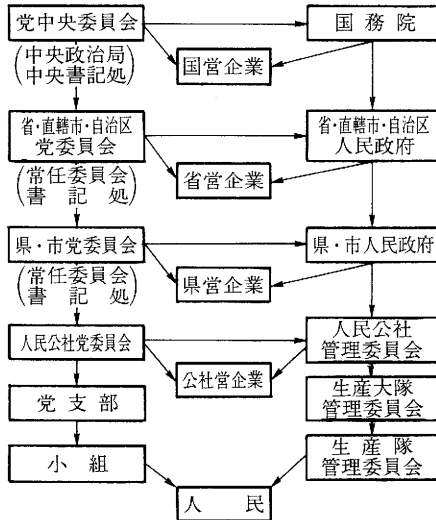 党中央委員会
国務院
(中央政治局
中央書記処)
国営企業
省・直轄市・自治区
党委員会
省・直轄市・自治区
人民政府
(常任委員会
書記処)
省営企業
県・市党委員会
県・市人民政府
(常任委員会
書記処)
県営企業
人民公社党委員会
人民公社
管理委員会
公社営企業
党支部
生産大隊
管理委員会
小組
生産隊
管理委員会
人民